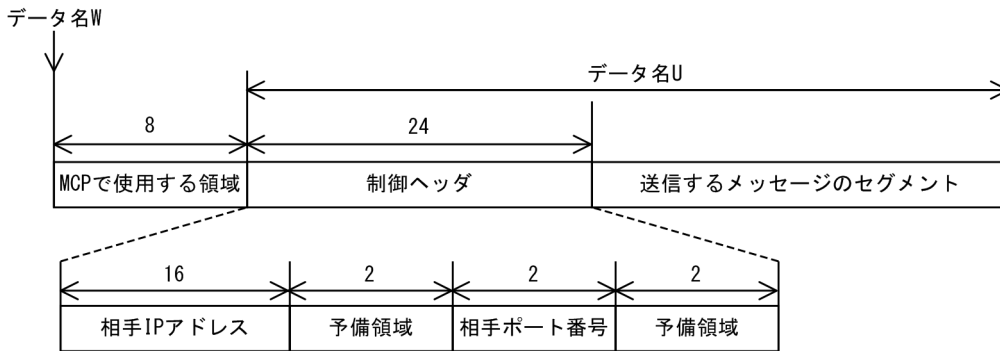 データ名W
データ名U
8
24
MCPで使用する領域
制御ヘッダ
送信するメッセージのセグメント
16
2
2
2
相手IPアドレス
予備領域
相手ポート番号
予備領域